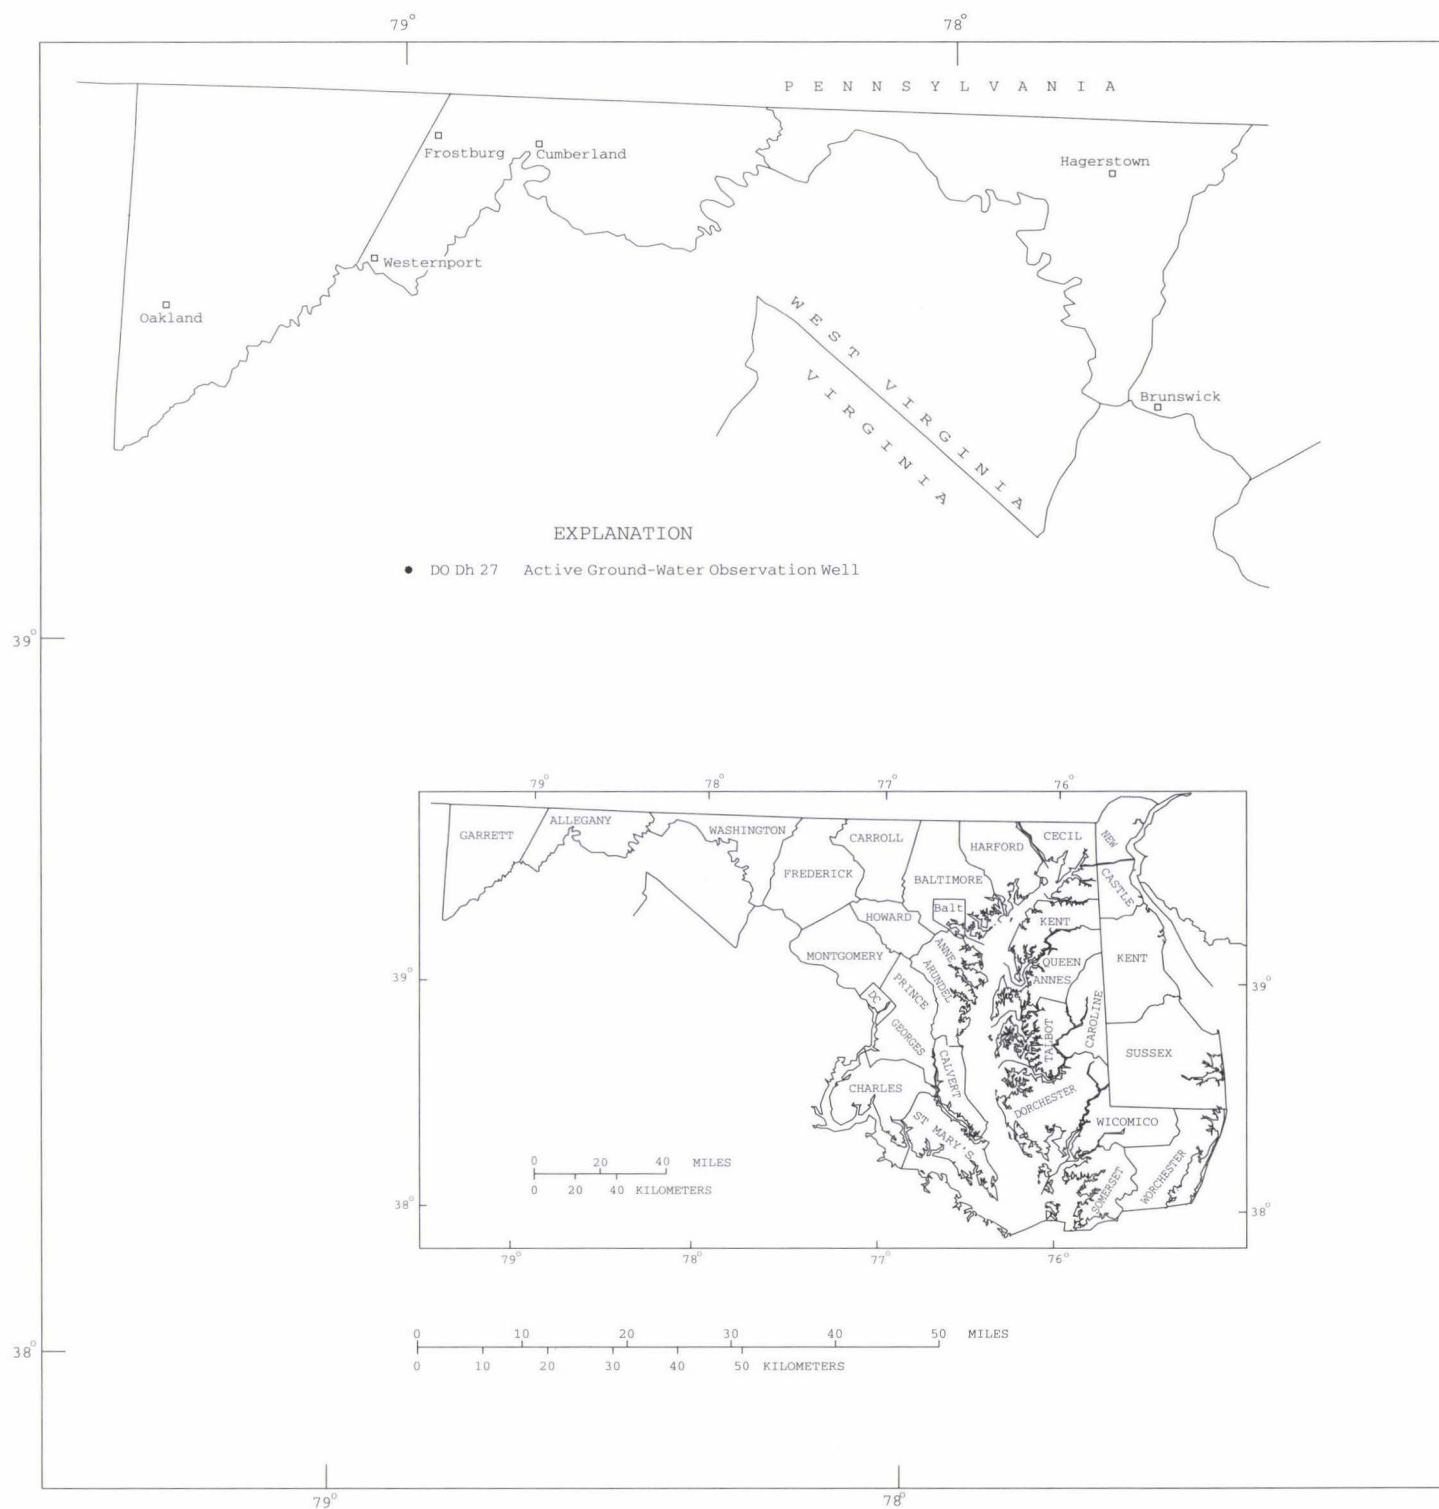 79° 78°
PENNSYLVANIA
Frostburg
Cumberland
Hagerstown
Westernport
Oakland
WEST VIRGINIA
VIRGINIA
Brunswick
EXPLANATION
● DO Dh 27 Active Ground-Water Observation Well
39°
79° 78° 77° 76°
GARRETT
ALLEGANY
WASHINGTON
CARROLL
HARFORD
CECIL
NEW CASTLE
FREDERICK
BALTIMORE
Balt
HOWARD
KENT
MONTGOMERY
ANNE ARUNDEL
QUEEN ANNES
KENT
39° 39°
DC
PRINCE GEORGES
CAROLINE
TALBOT
SUSSEX
CHARLES
CALVERT
DORCHESTER
ST MARY'S
WICOMICO
SOMERSET
WORCHESTER
0 20 40 MILES
0 20 40 KILOMETERS
38° 38°
79° 78° 77° 76°
0 10 20 30 40 50 MILES
0 10 20 30 40 50 KILOMETERS
38°
79° 78°